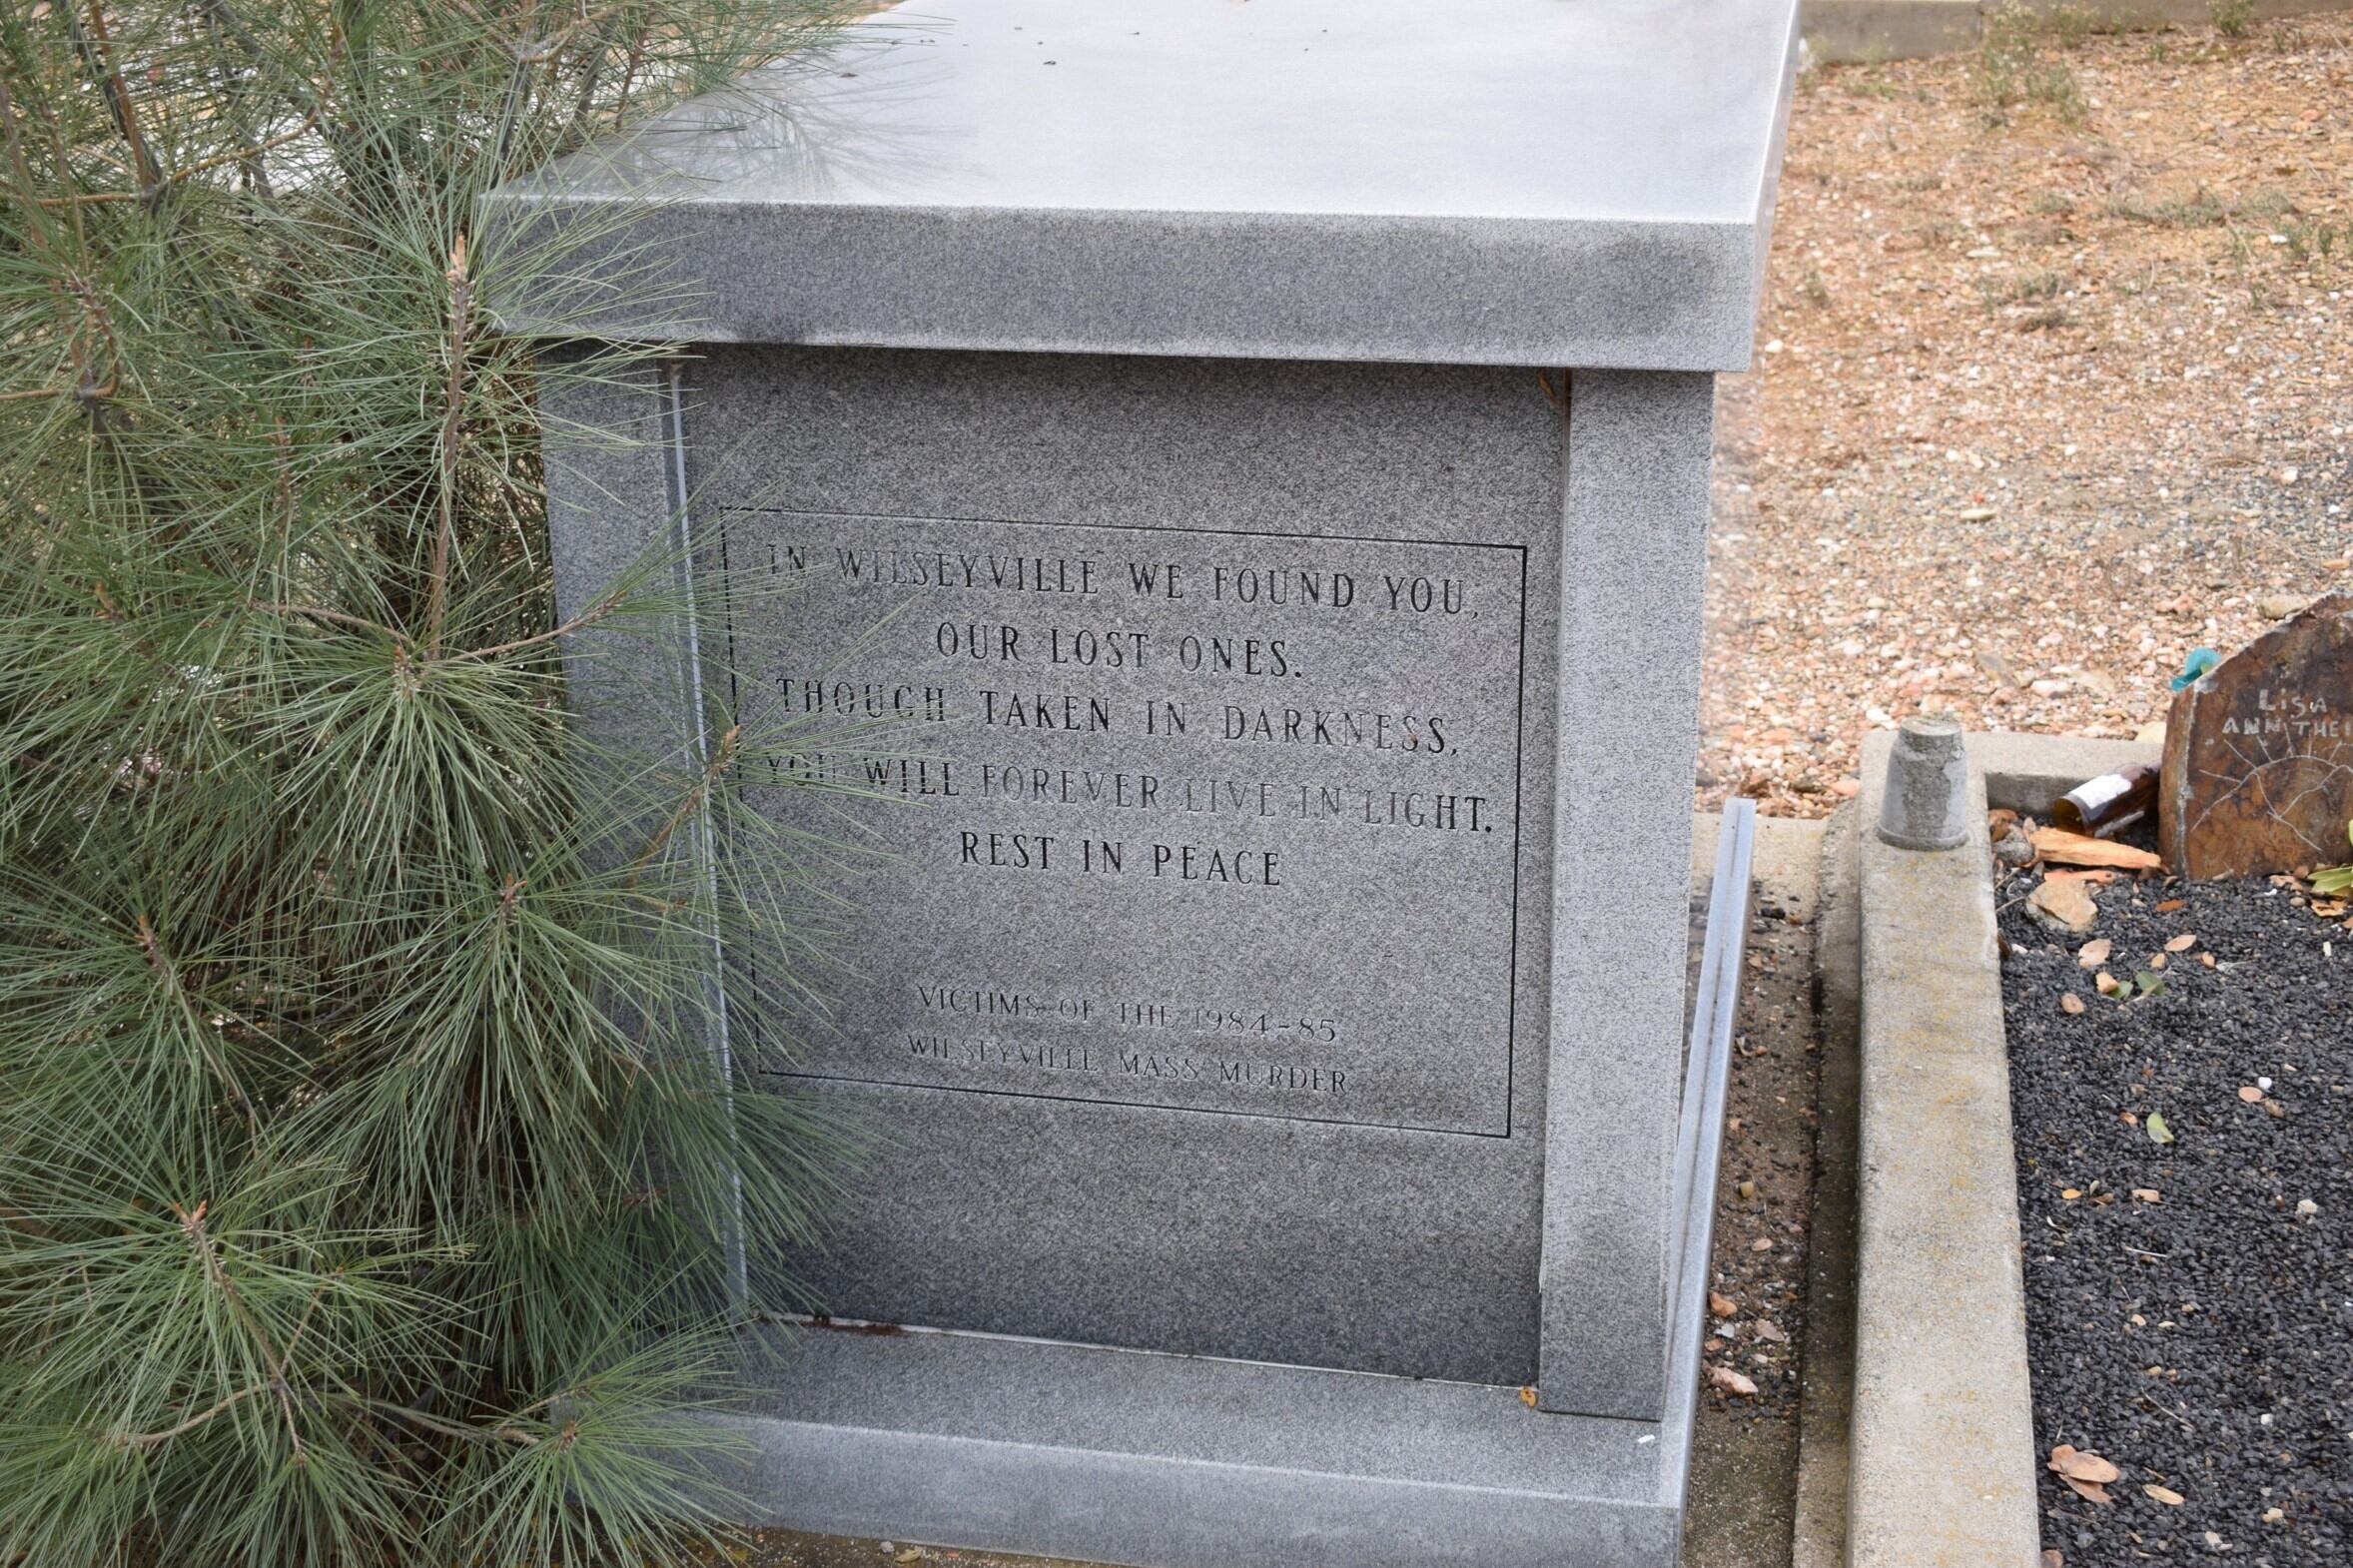 IN WILSEYVILLE WE FOUND YOU,
OUR LOST ONES.
THOUGH TAKEN IN DARKNESS,
YOU WILL FOREVER LIVE IN LIGHT.
REST IN PEACE
VICTIMS OF THE 1984-85
WILSEYVILLE MASS MURDER
LISA
ANN